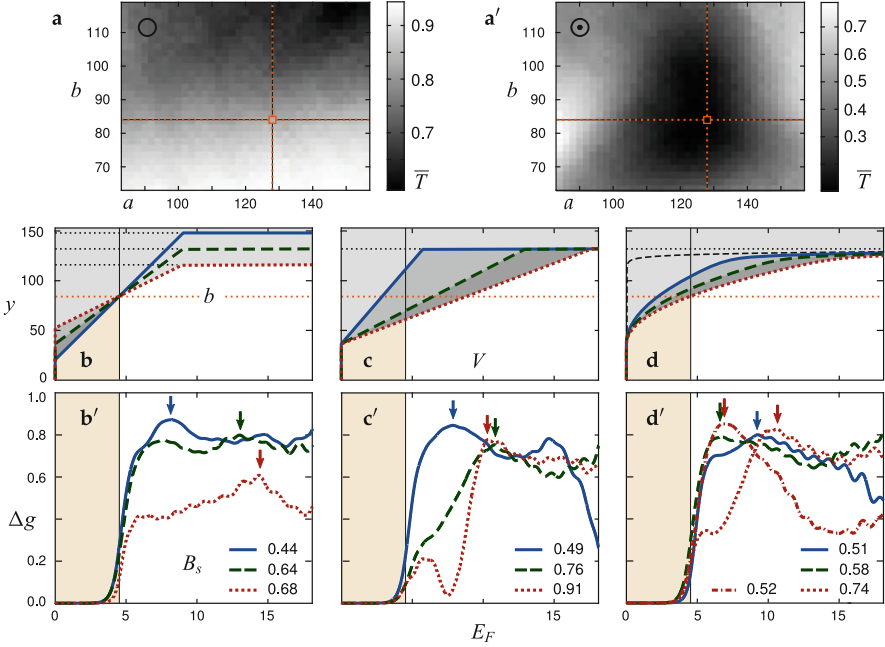 a
b
110
100
90
80
70
a
100
120
140
0.9
0.8
0.7
T
a′
b
110
100
90
80
70
a
100
120
140
0.7
0.6
0.5
0.4
0.3
T
y
150
100
50
0
b
b
c
V
d
Δg
1.0
0.8
0.6
0.4
0.2
0.0
b′
B_s
0.44
0.64
0.68
0
5
10
15
c′
0.49
0.76
0.91
15
E_F
d′
0.51
0.58
0.52
0.74
0
5
10
15